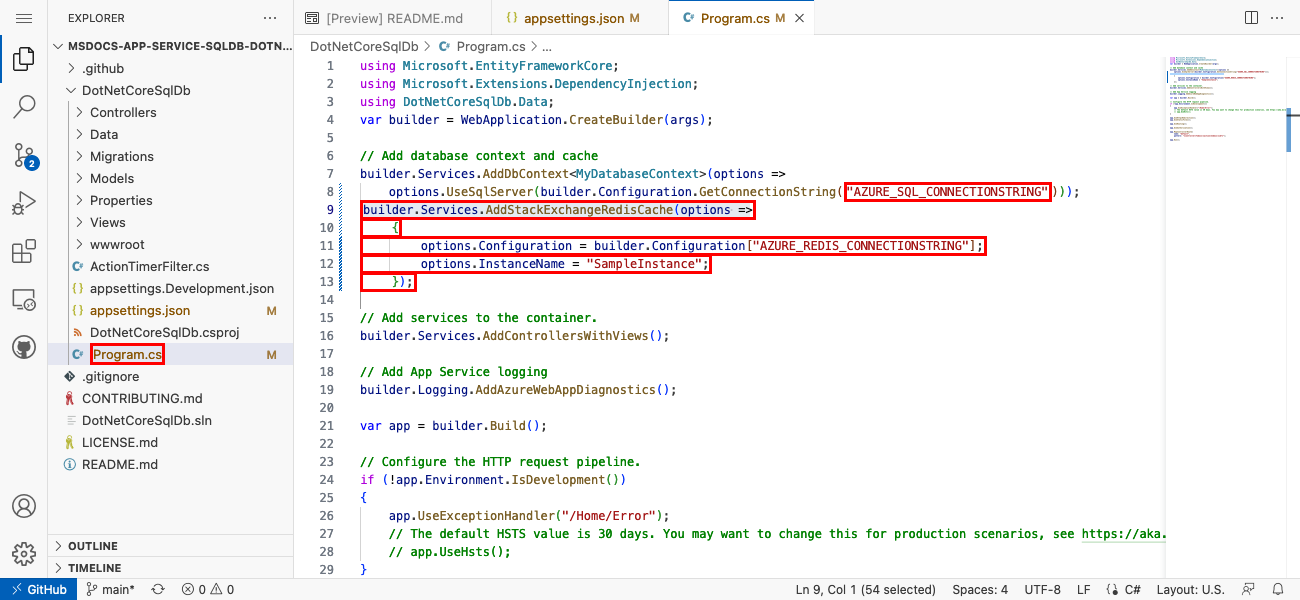 EXPLORER
MSDOCS-APP-SERVICE-SQLDB-DOTN...
.github
DotNetCoreSqlDb
Controllers
Data
Migrations
Models
Properties
Views
wwwroot
C# ActionTimerFilter.cs
{} appsettings.Development.json
{} appsettings.json M
DotNetCoreSqlDb.csproj
C# Program.cs M
.gitignore
CONTRIBUTING.md
DotNetCoreSqlDb.sln
LICENSE.md
README.md
OUTLINE
TIMELINE
2
[Preview] README.md
{} appsettings.json M
C# Program.cs M
DotNetCoreSqlDb > C# Program.cs > ...
1 using Microsoft.EntityFrameworkCore;
2 using Microsoft.Extensions.DependencyInjection;
3 using DotNetCoreSqlDb.Data;
4 var builder = WebApplication.CreateBuilder(args);
5
6 // Add database context and cache
7 builder.Services.AddDbContext<MyDatabaseContext>(options =>
8 options.UseSqlServer(builder.Configuration.GetConnectionString("AZURE_SQL_CONNECTIONSTRING")));
9 builder.Services.AddStackExchangeRedisCache(options =>
10 {
11 options.Configuration = builder.Configuration["AZURE_REDIS_CONNECTIONSTRING"];
12 options.InstanceName = "SampleInstance";
13 });
14
15 // Add services to the container.
16 builder.Services.AddControllersWithViews();
17
18 // Add App Service logging
19 builder.Logging.AddAzureWebAppDiagnostics();
20
21 var app = builder.Build();
22
23 // Configure the HTTP request pipeline.
24 if (!app.Environment.IsDevelopment())
25 {
26 app.UseExceptionHandler("/Home/Error");
27 // The default HSTS value is 30 days. You may want to change this for production scenarios, see https://aka.
28 // app.UseHsts();
29 }
GitHub main* 0 0 Ln 9, Col 1 (54 selected) Spaces: 4 UTF-8 LF {} C# Layout: U.S.